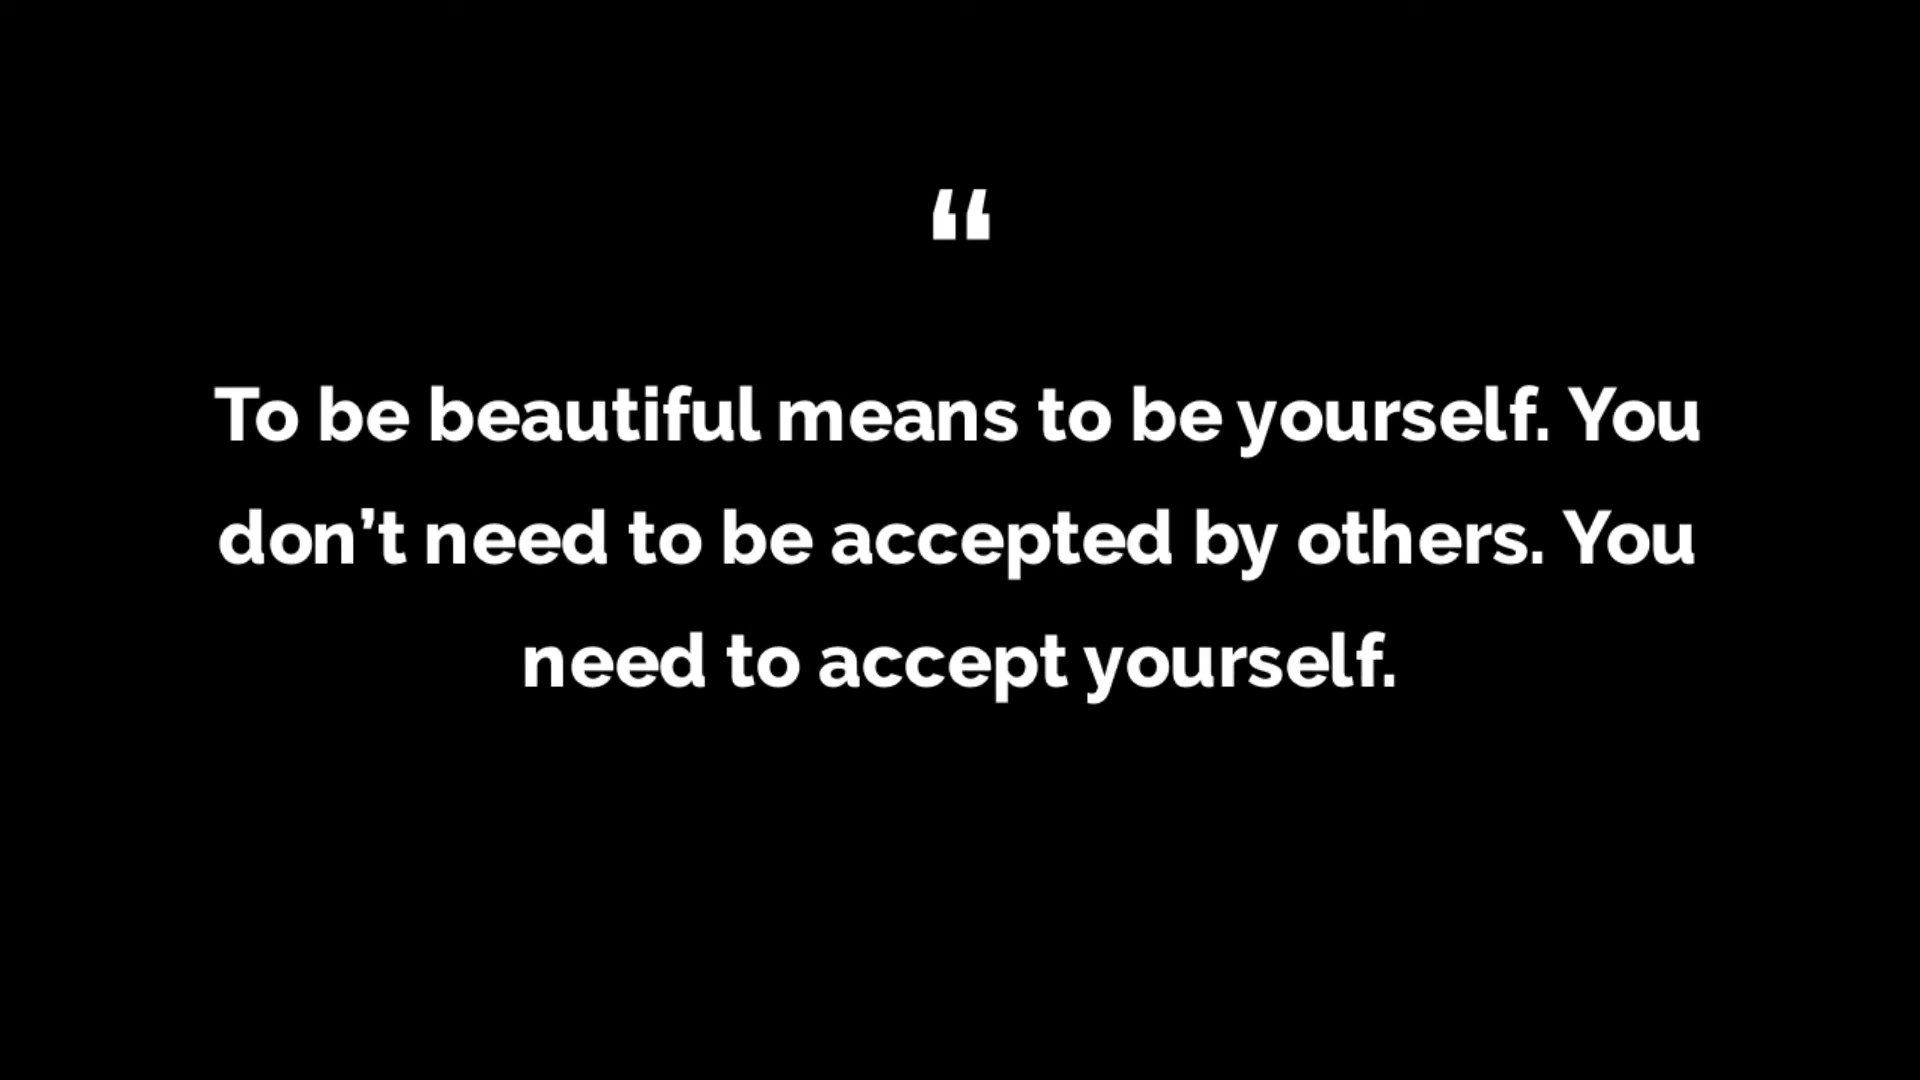 “
To be beautiful means to be yourself. You
don’t need to be accepted by others. You
need to accept yourself.